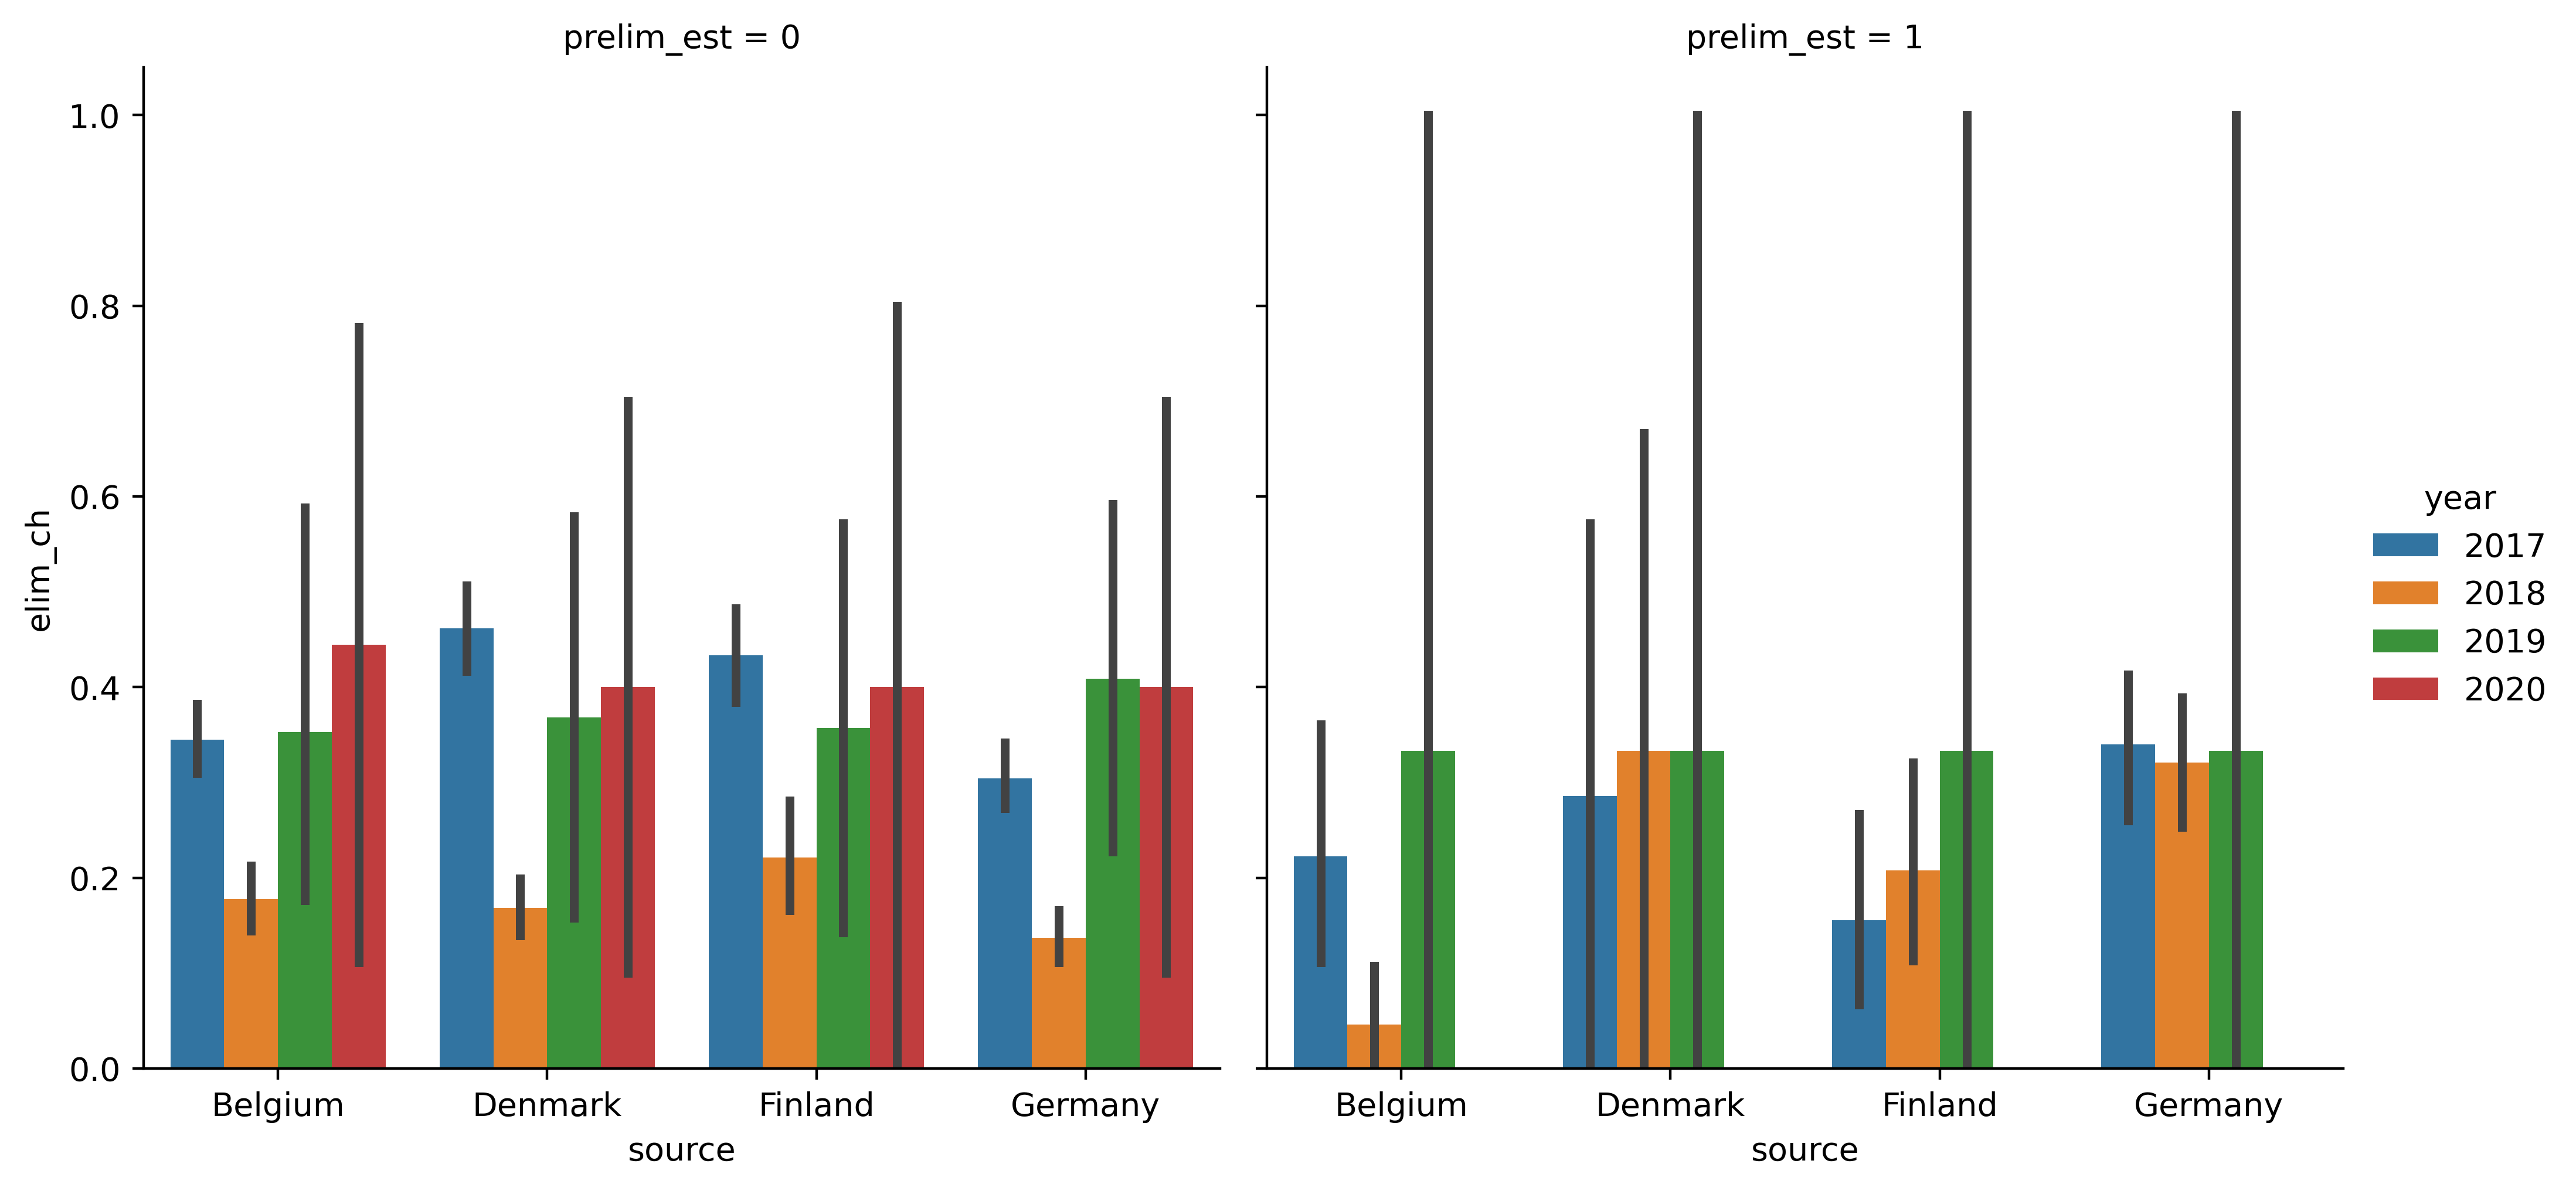 prelim_est = 0
prelim_est = 1
1.0
0.8
0.6
0.4
0.2
0.0
elim_ch
Belgium
Denmark
Finland
Germany
source
Belgium
Denmark
Finland
Germany
source
year
2017
2018
2019
2020